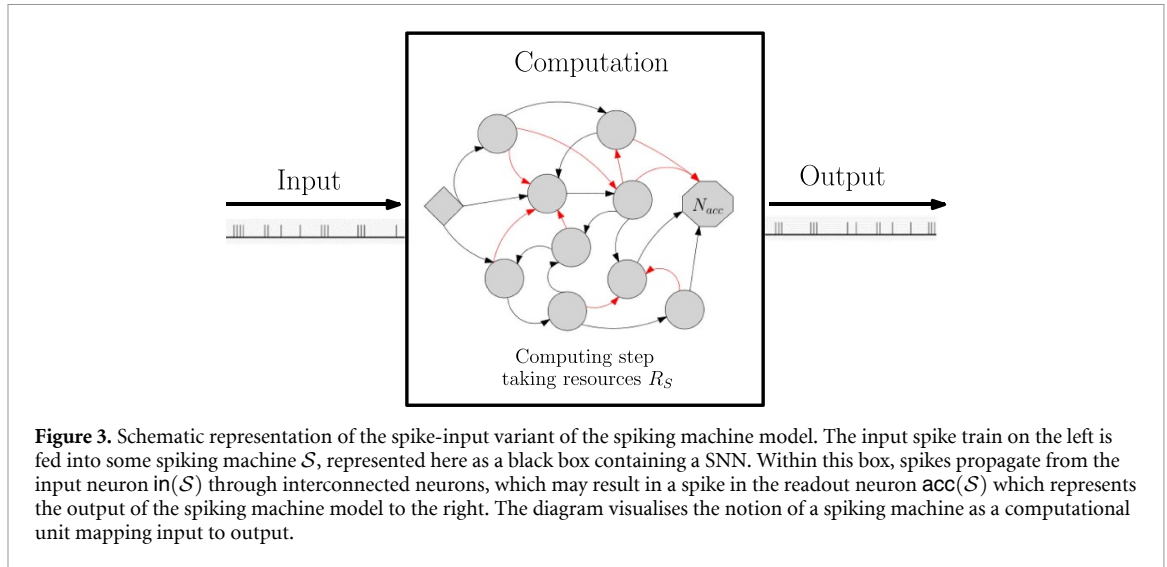 Computation
Input
Output
N_acc
Computing step
taking resources R_S
Figure 3. Schematic representation of the spike-input variant of the spiking machine model. The input spike train on the left is
fed into some spiking machine 𝒮, represented here as a black box containing a SNN. Within this box, spikes propagate from the
input neuron in(𝒮) through interconnected neurons, which may result in a spike in the readout neuron acc(𝒮) which represents
the output of the spiking machine model to the right. The diagram visualises the notion of a spiking machine as a computational
unit mapping input to output.